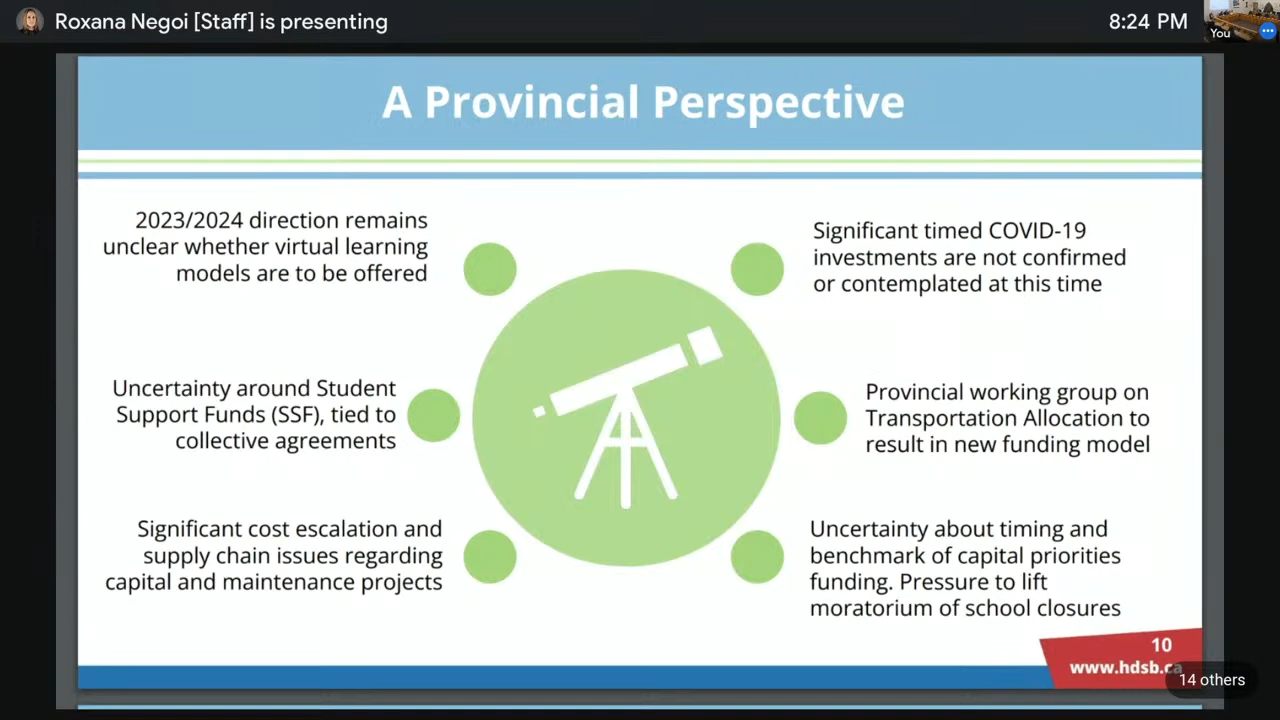 Roxana Negoi [Staff] is presenting
8:24 PM
You
A Provincial Perspective
2023/2024 direction remains
unclear whether virtual learning
models are to be offered
Significant timed COVID-19
investments are not confirmed
or contemplated at this time
Uncertainty around Student
Support Funds (SSF), tied to
collective agreements
Provincial working group on
Transportation Allocation to
result in new funding model
Significant cost escalation and
supply chain issues regarding
capital and maintenance projects
Uncertainty about timing and
benchmark of capital priorities
funding. Pressure to lift
moratorium of school closures
10
www.hdsb.ca
14 others